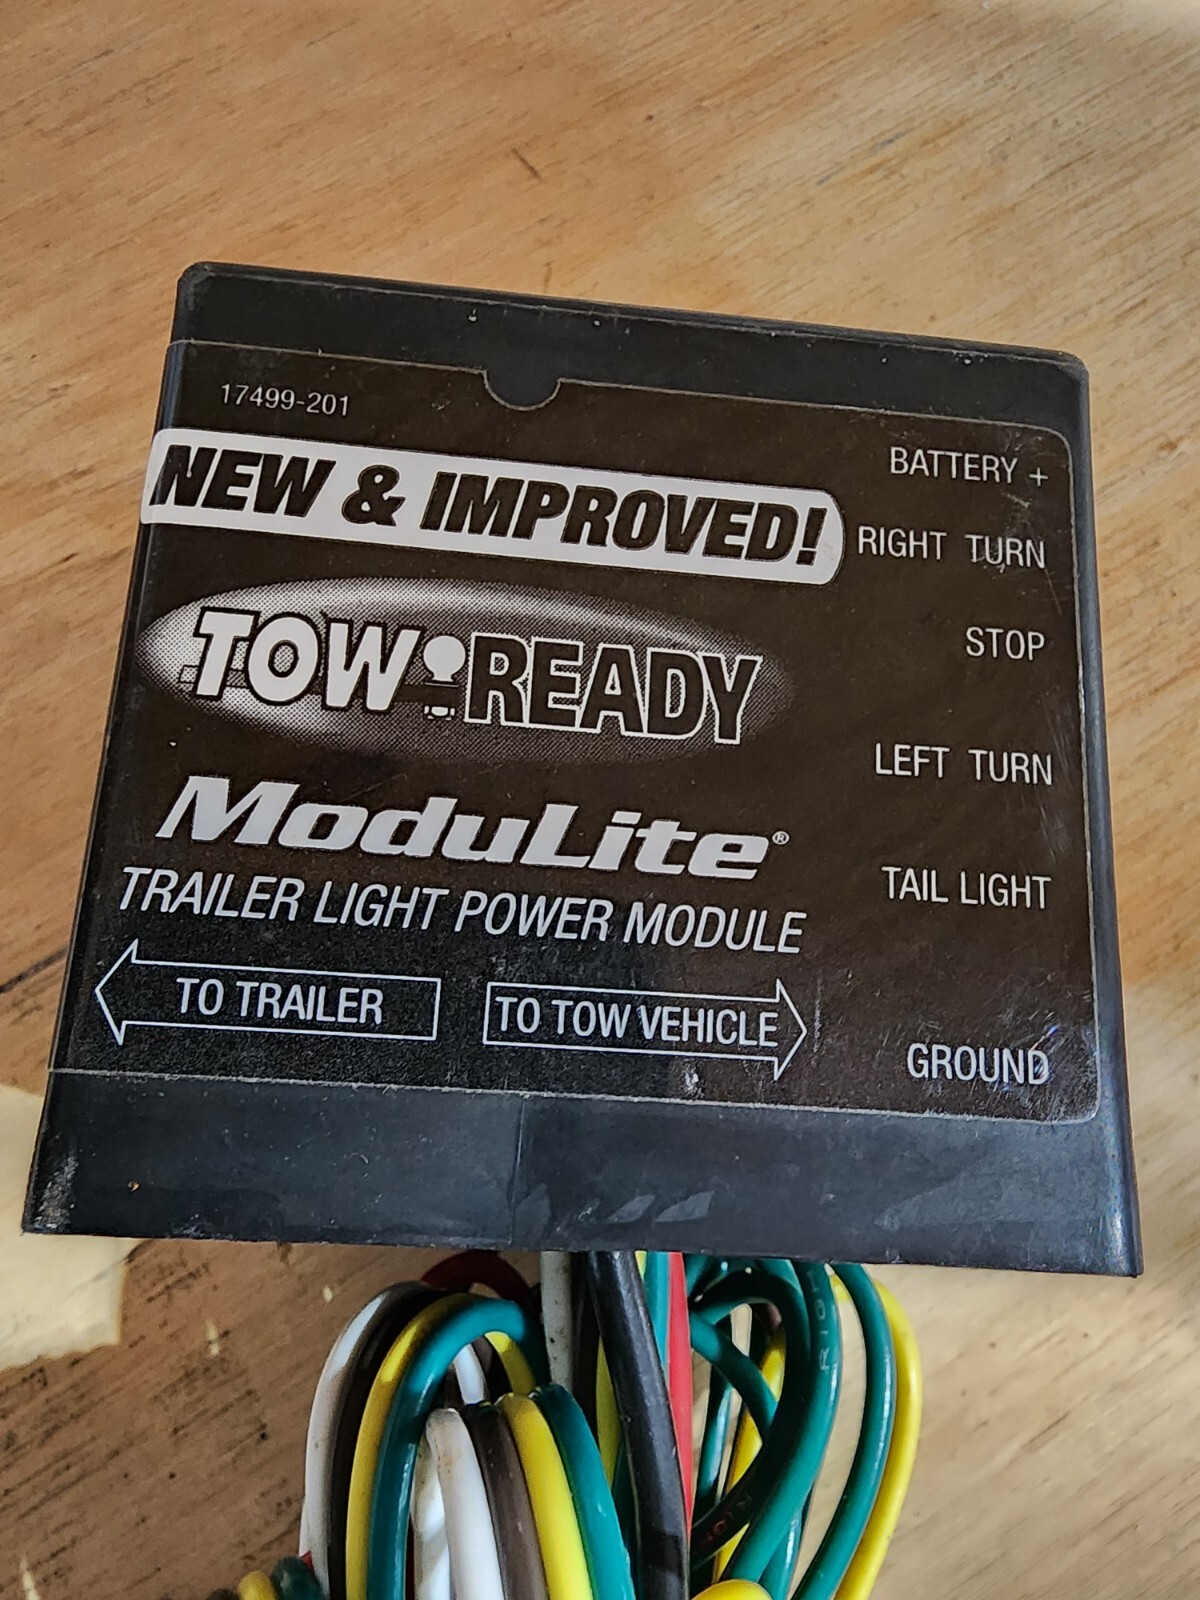 17499-201
NEW & IMPROVED!
TOW READY
ModuLite®
TRAILER LIGHT POWER MODULE
TO TRAILER
TO TOW VEHICLE
BATTERY +
RIGHT TURN
STOP
LEFT TURN
TAIL LIGHT
GROUND